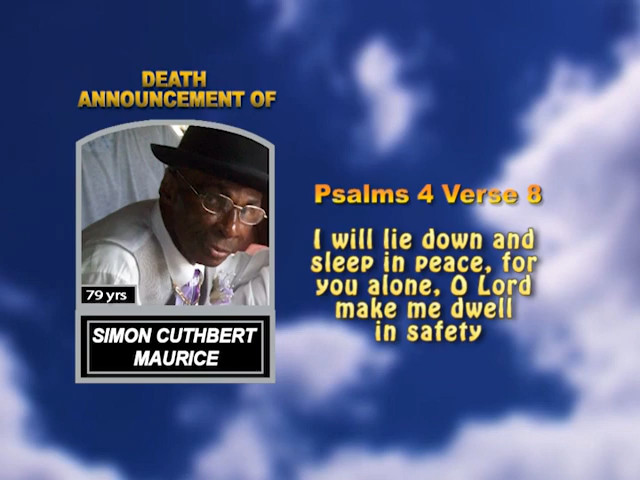 DEATH
ANNOUNCEMENT OF
79 yrs
SIMON CUTHBERT
MAURICE
Psalms 4 Verse 8
I will lie down and
sleep in peace, for
you alone, O Lord
make me dwell
in safety